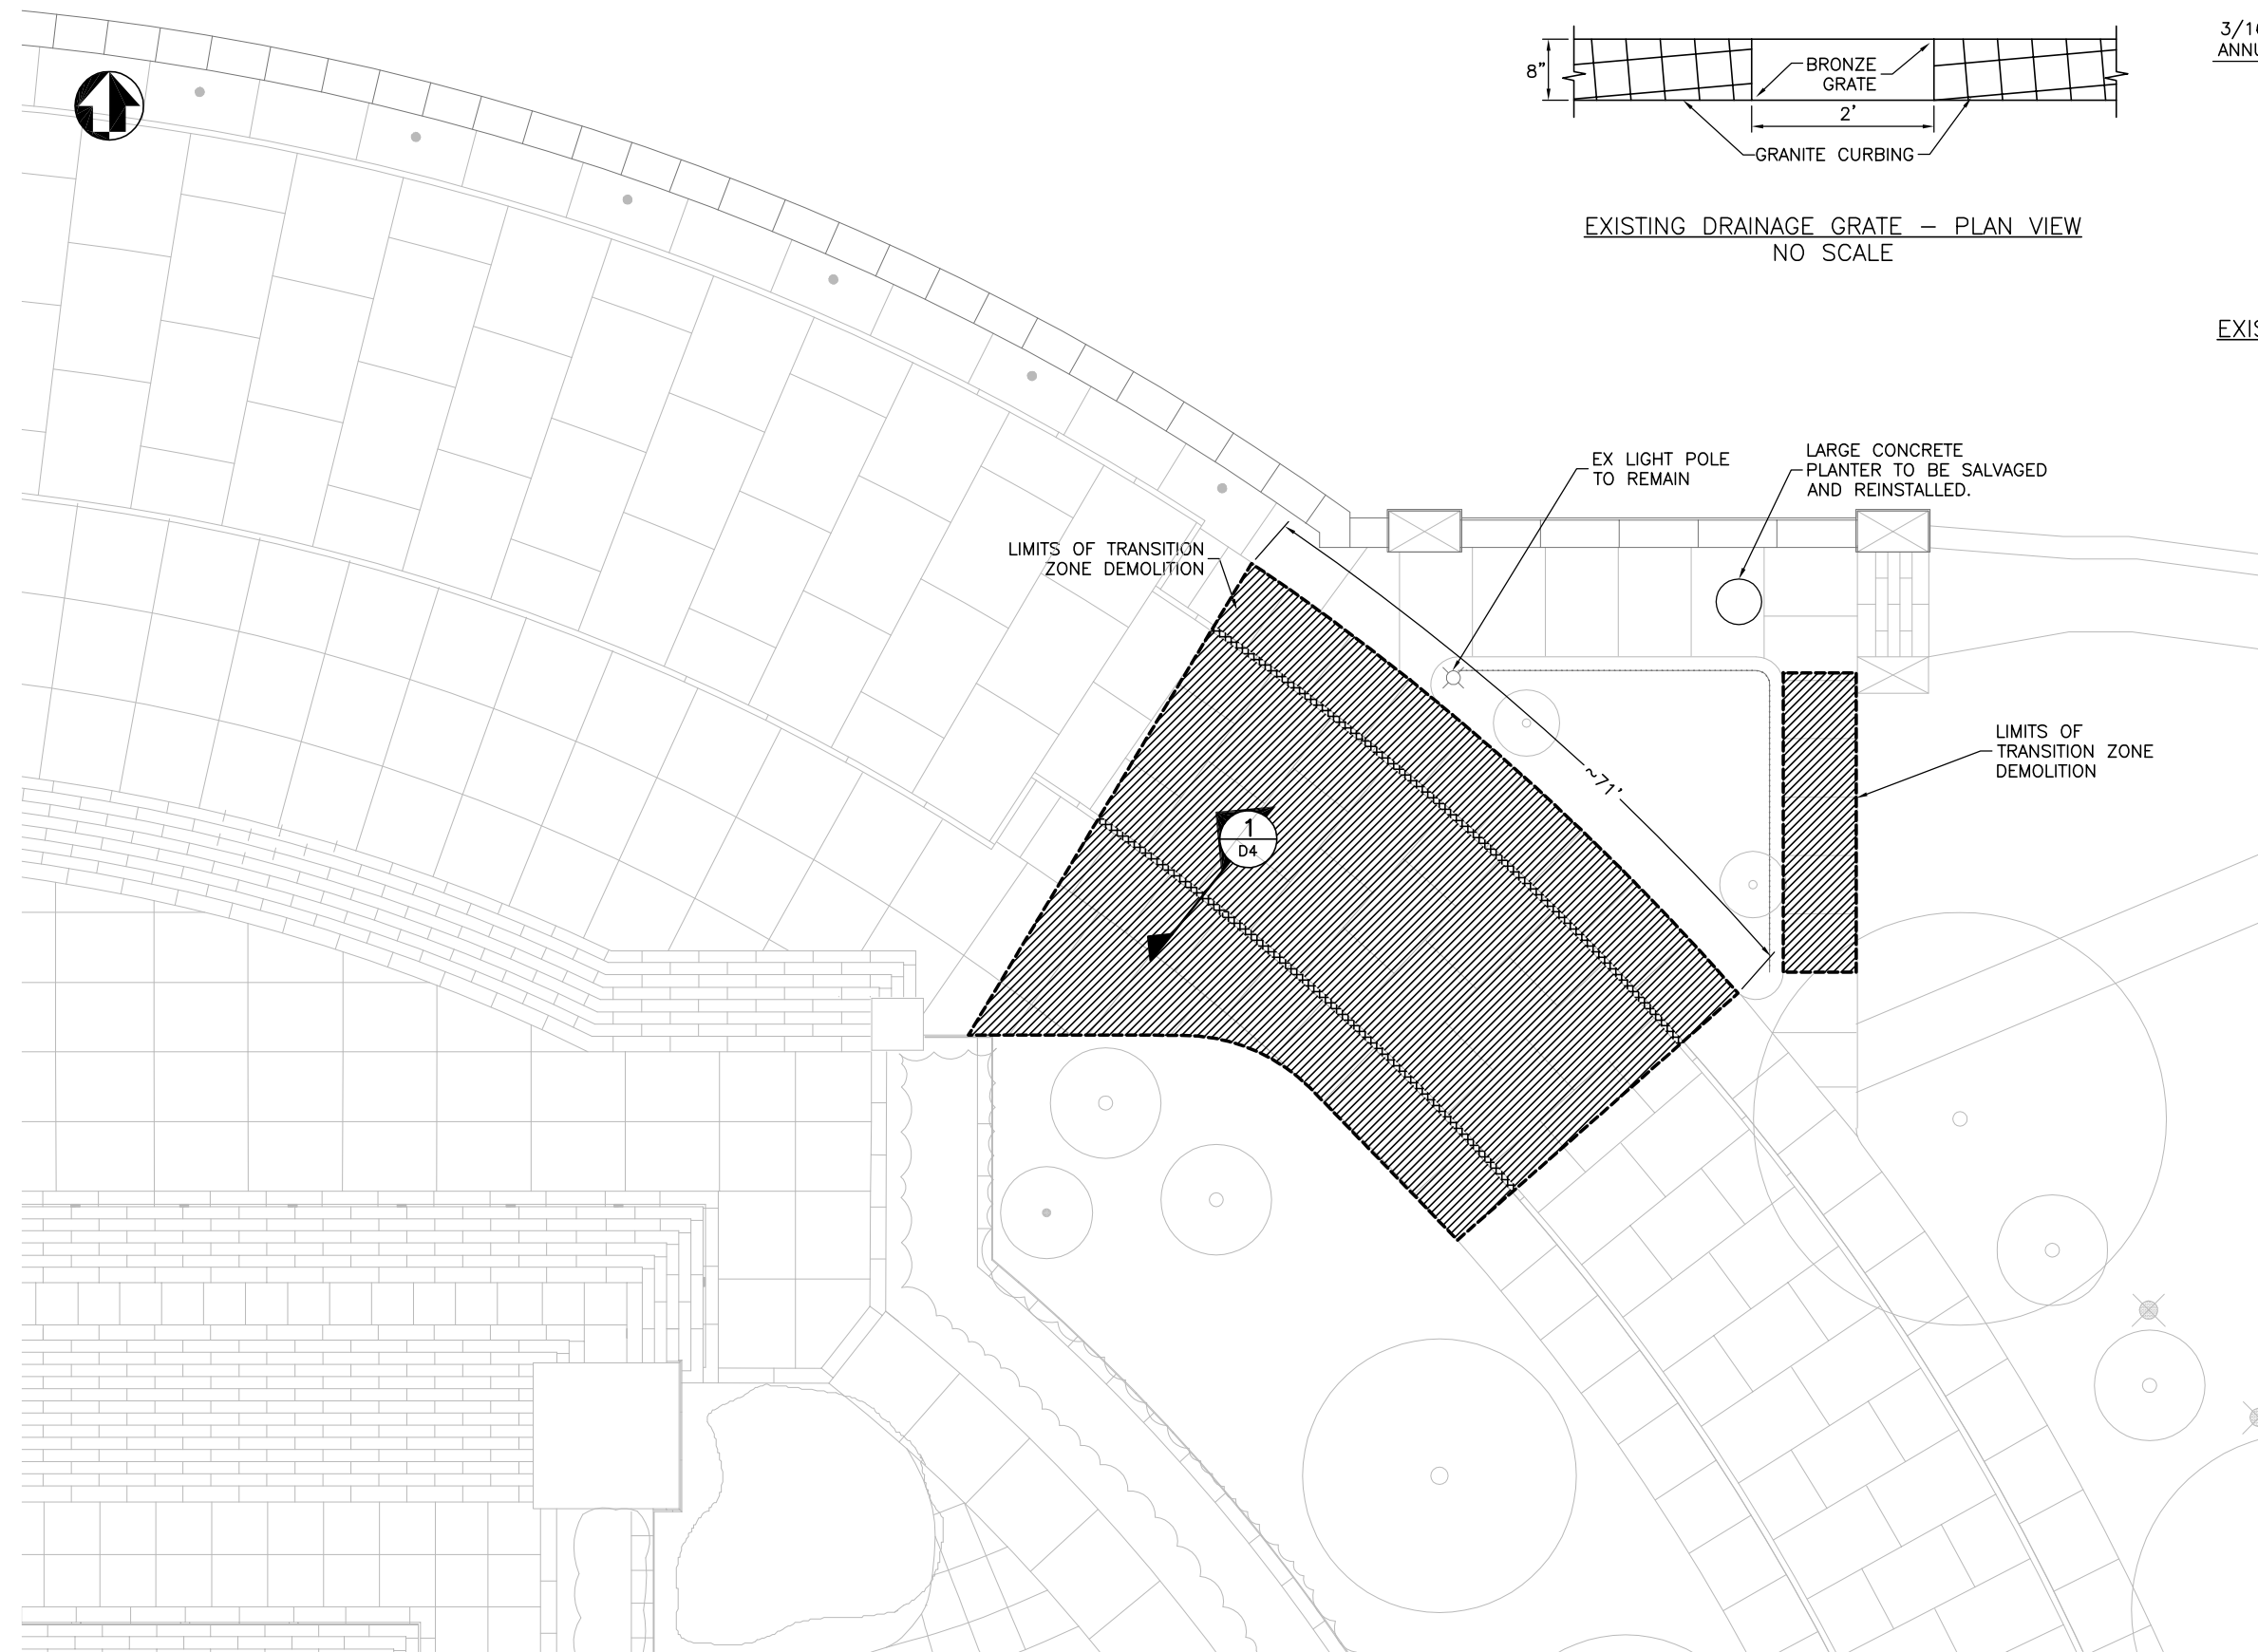 8"
BRONZE
GRATE
2'
GRANITE CURBING
EXISTING DRAINAGE GRATE – PLAN VIEW
NO SCALE
EX LIGHT POLE
TO REMAIN
LARGE CONCRETE
PLANTER TO BE SALVAGED
AND REINSTALLED.
LIMITS OF TRANSITION
ZONE DEMOLITION
~71'
LIMITS OF
TRANSITION ZONE
DEMOLITION
1
D4